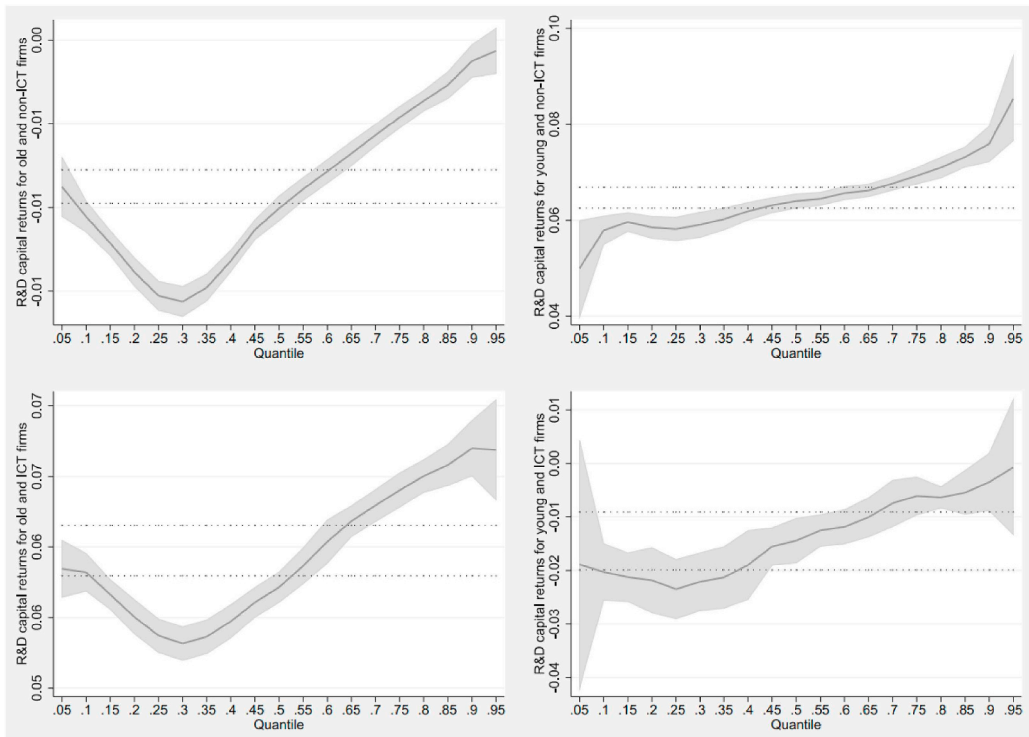 R&D capital returns for old and non-ICT firms
0.00
-0.01
-0.01
-0.01
.05 .1 .15 .2 .25 .3 .35 .4 .45 .5 .55 .6 .65 .7 .75 .8 .85 .9 .95
Quantile
R&D capital returns for young and non-ICT firms
0.10
0.08
0.06
0.04
.05 .1 .15 .2 .25 .3 .35 .4 .45 .5 .55 .6 .65 .7 .75 .8 .85 .9 .95
Quantile
R&D capital returns for old and ICT firms
0.07
0.07
0.06
0.06
0.05
.05 .1 .15 .2 .25 .3 .35 .4 .45 .5 .55 .6 .65 .7 .75 .8 .85 .9 .95
Quantile
R&D capital returns for young and ICT firms
0.01
0.00
-0.01
-0.02
-0.03
-0.04
.05 .1 .15 .2 .25 .3 .35 .4 .45 .5 .55 .6 .65 .7 .75 .8 .85 .9 .95
Quantile